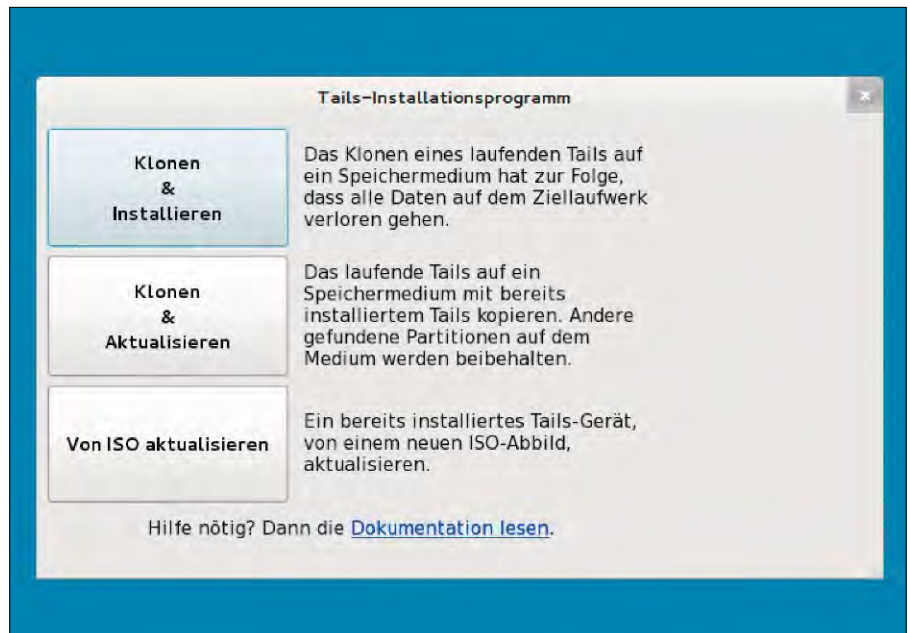 Tails-Installationsprogramm
Klonen
&
Installieren
Das Klonen eines laufenden Tails auf
ein Speichermedium hat zur Folge,
dass alle Daten auf dem Ziellaufwerk
verloren gehen.
Klonen
&
Aktualisieren
Das laufende Tails auf ein
Speichermedium mit bereits
installiertem Tails kopieren. Andere
gefundene Partitionen auf dem
Medium werden beibehalten.
Von ISO aktualisieren
Ein bereits installiertes Tails-Gerät,
von einem neuen ISO-Abbild,
aktualisieren.
Hilfe nötig? Dann die Dokumentation lesen.